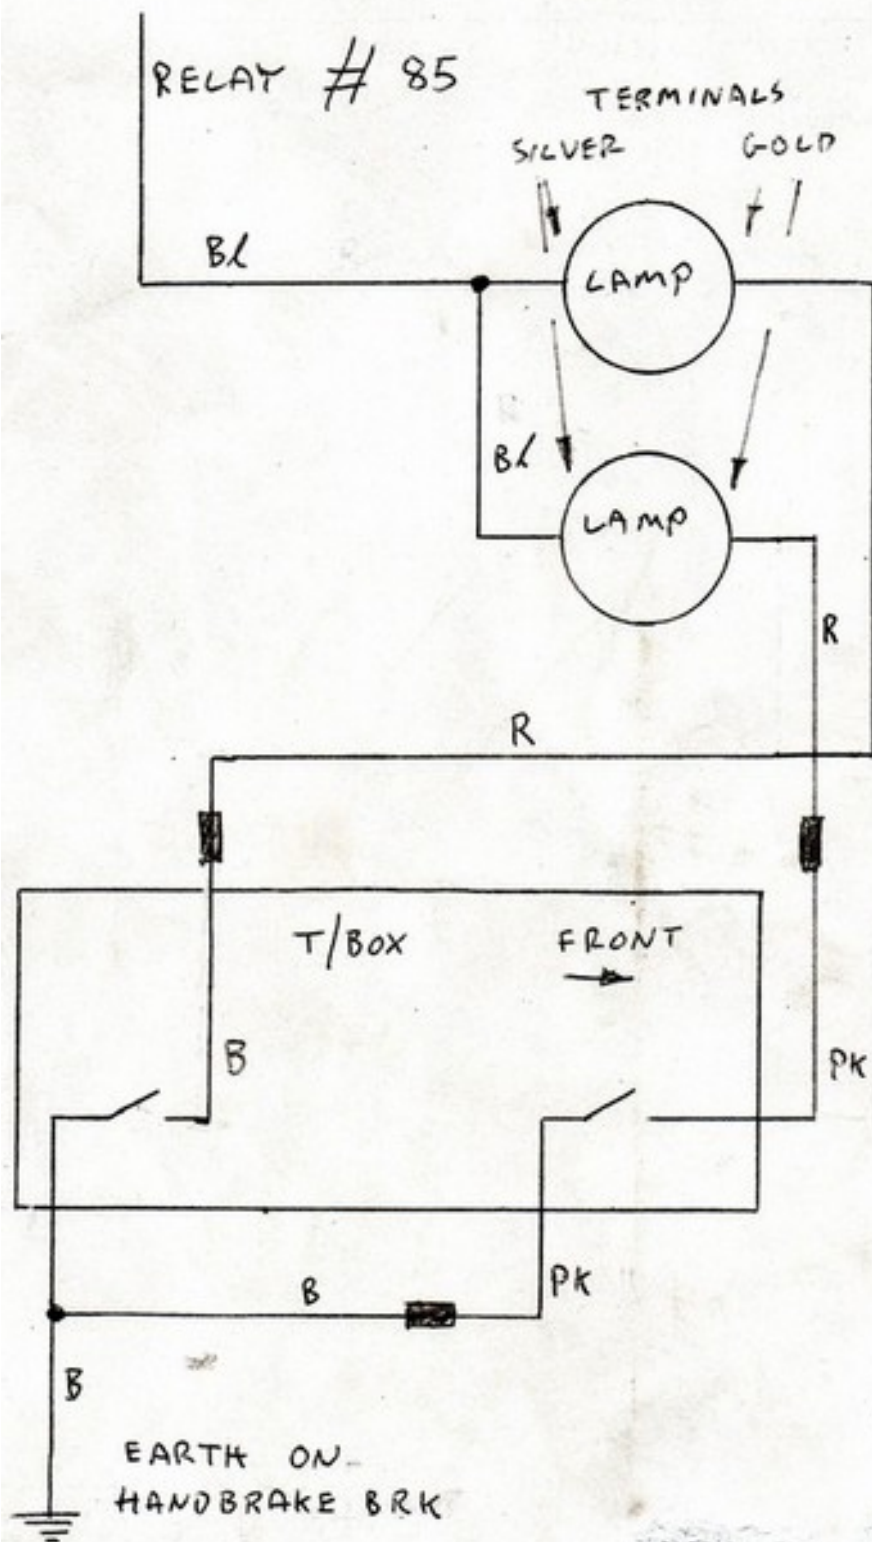 RELAY # 85
TERMINALS
SILVER GOLD
Bl
LAMP
Bl
LAMP
R
R
T/BOX FRONT
B
PK
B
PK
B
EARTH ON
HANDBRAKE BRK